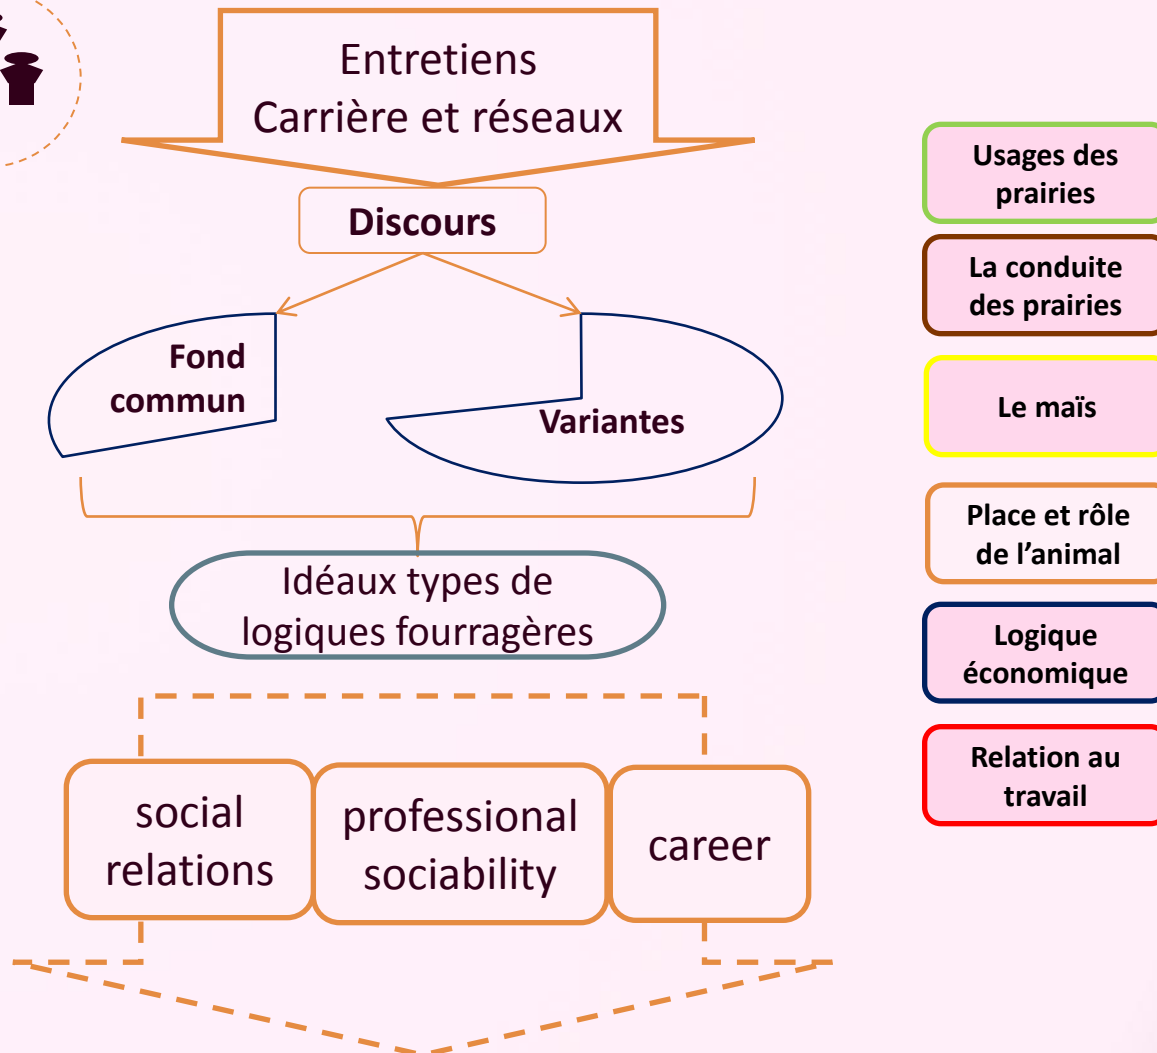 Entretiens
Carrière et réseaux
Discours
Fond
commun
Variantes
Idéaux types de
logiques fourragères
social
relations
professional
sociability
career
Usages des
prairies
La conduite
des prairies
Le maïs
Place et rôle
de l’animal
Logique
économique
Relation au
travail